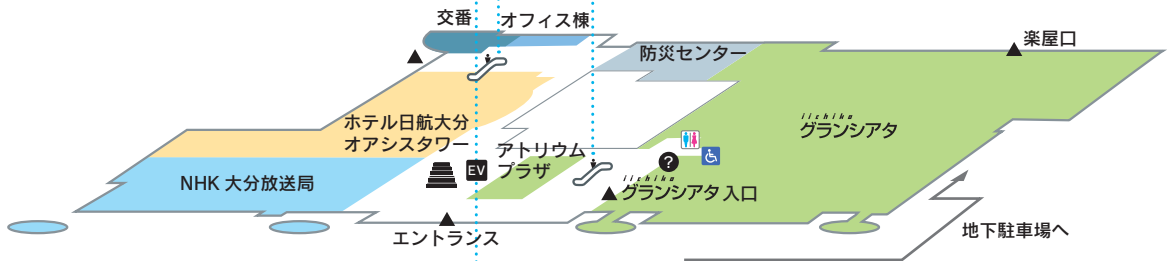 交番
オフィス棟
防災センター
楽屋口
ホテル日航大分
オアシスタワー
iichiko
グランシアタ
アトリウム
プラザ
EV
?
NHK 大分放送局
iichiko
グランシアタ 入口
エントランス
地下駐車場へ